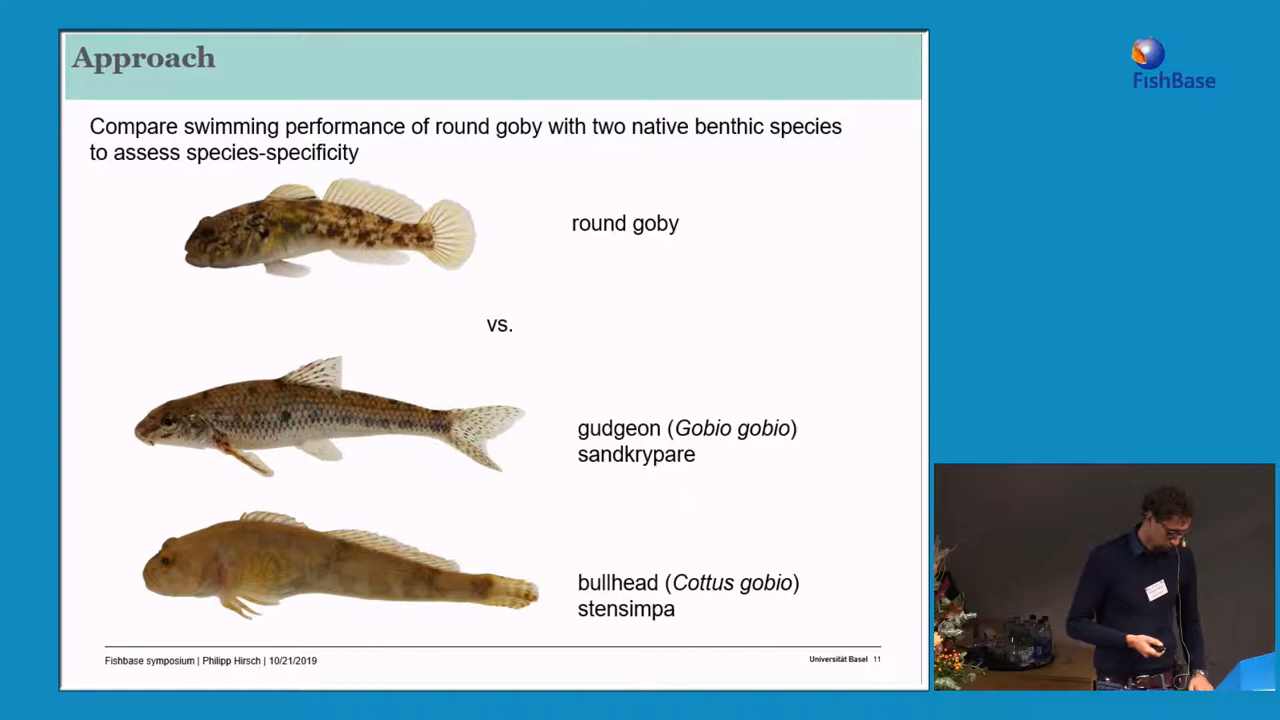 Approach
FishBase
Compare swimming performance of round goby with two native benthic species
to assess species-specificity
round goby
vs.
gudgeon (Gobio gobio)
sandkrypare
bullhead (Cottus gobio)
stensimpa
Fishbase symposium | Philipp Hirsch | 10/21/2019
Universität Basel 11